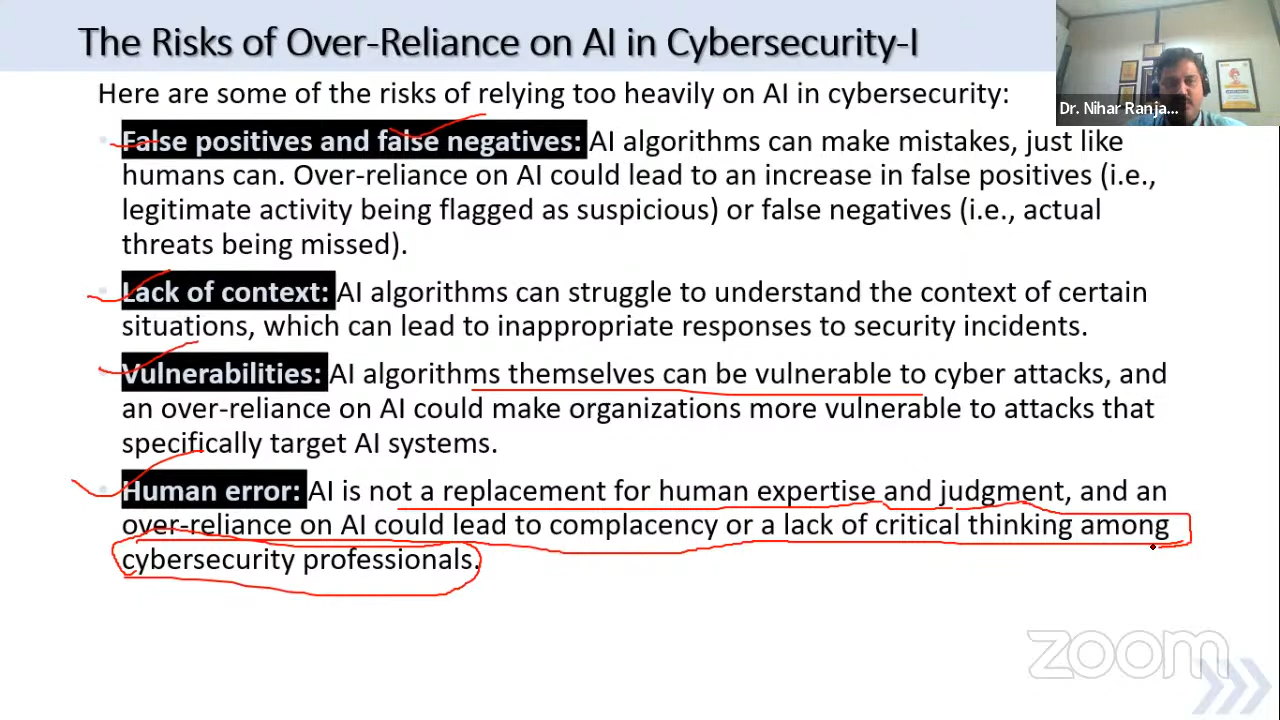 The Risks of Over-Reliance on AI in Cybersecurity-I
Dr. Nihar Ranja...
Here are some of the risks of relying too heavily on AI in cybersecurity:
False positives and false negatives: AI algorithms can make mistakes, just like
humans can. Over-reliance on AI could lead to an increase in false positives (i.e.,
legitimate activity being flagged as suspicious) or false negatives (i.e., actual
threats being missed).
Lack of context: AI algorithms can struggle to understand the context of certain
situations, which can lead to inappropriate responses to security incidents.
Vulnerabilities: AI algorithms themselves can be vulnerable to cyber attacks, and
an over-reliance on AI could make organizations more vulnerable to attacks that
specifically target AI systems.
Human error: AI is not a replacement for human expertise and judgment, and an
over-reliance on AI could lead to complacency or a lack of critical thinking among
cybersecurity professionals.
zoom